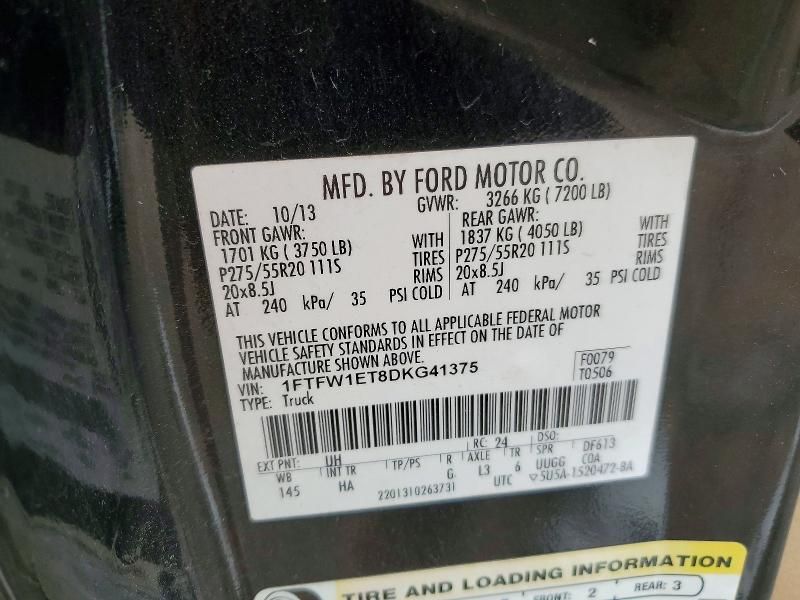 MFD. BY FORD MOTOR CO.
DATE: 10/13 GVWR: 3266 KG ( 7200 LB)
FRONT GAWR: REAR GAWR:
1701 KG ( 3750 LB) WITH 1837 KG ( 4050 LB) WITH
P275/55R20 111S TIRES P275/55R20 111S TIRES
20x8.5J RIMS 20x8.5J RIMS
AT 240 kPa/ 35 PSI COLD AT 240 kPa/ 35 PSI COLD
THIS VEHICLE CONFORMS TO ALL APPLICABLE FEDERAL MOTOR
VEHICLE SAFETY STANDARDS IN EFFECT ON THE DATE OF
MANUFACTURE SHOWN ABOVE.
VIN: 1FTFW1ET8DKG41375 F0079
TYPE: Truck T0506
EXT PNT: UH RC: 24 DSO: DF613
WB INT TR TP/PS R AXLE TR SPR COA
145 HA G L3 6 UUGG
2201310263731 UTC ▽5U5A-1520472-BA
TIRE AND LOADING INFORMATION
FRONT: 2 REAR: 3